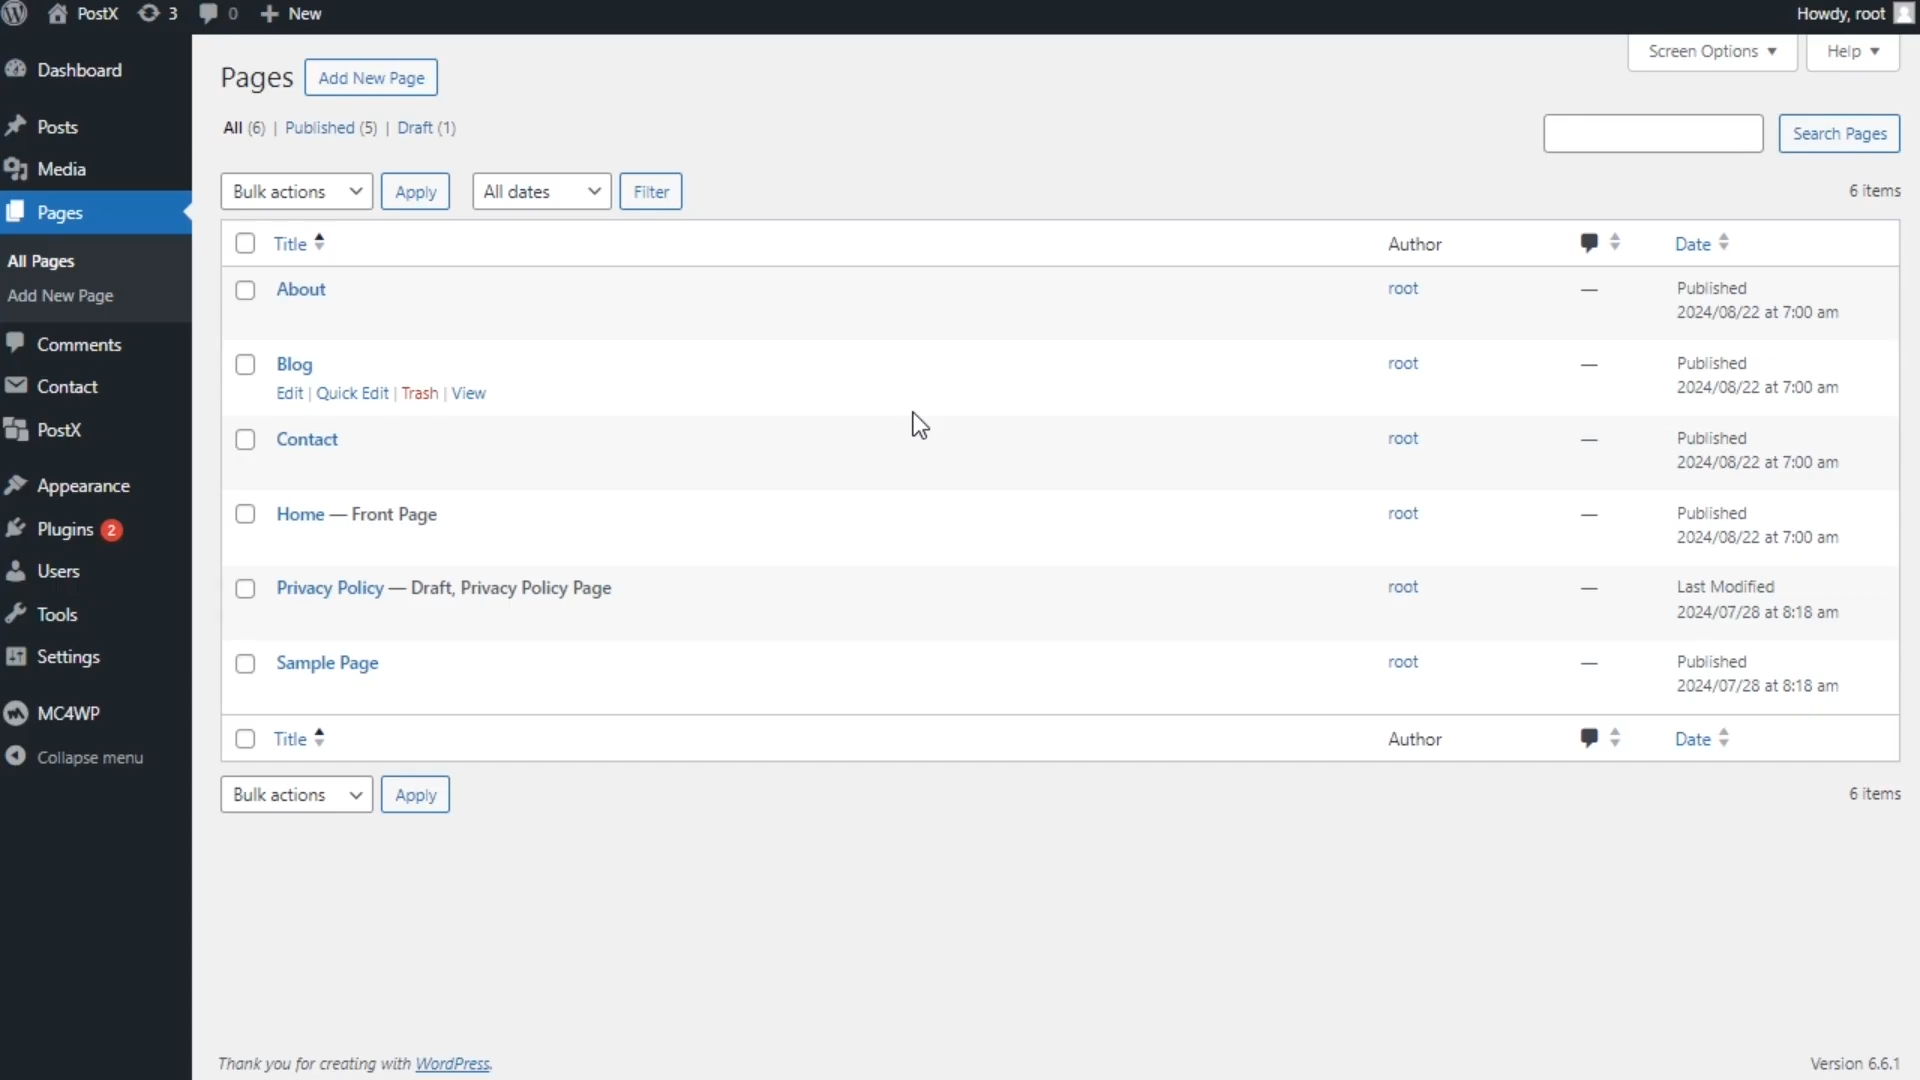 PostX 3 0 New Howdy, root
Screen Options Help
Dashboard
Posts
Media
Pages
All Pages
Add New Page
Comments
Contact
PostX
Appearance
Plugins 2
Users
Tools
Settings
MC4WP
Collapse menu
Pages Add New Page
All (6) | Published (5) | Draft (1)
Search Pages
Bulk actions Apply All dates Filter 6 items
Title Author Date
About root — Published
2024/08/22 at 7:00 am
Blog root — Published
Edit | Quick Edit | Trash | View 2024/08/22 at 7:00 am
Contact root — Published
2024/08/22 at 7:00 am
Home — Front Page root — Published
2024/08/22 at 7:00 am
Privacy Policy — Draft, Privacy Policy Page root — Last Modified
2024/07/28 at 8:18 am
Sample Page root — Published
2024/07/28 at 8:18 am
Title Author Date
Bulk actions Apply 6 items
Thank you for creating with WordPress. Version 6.6.1